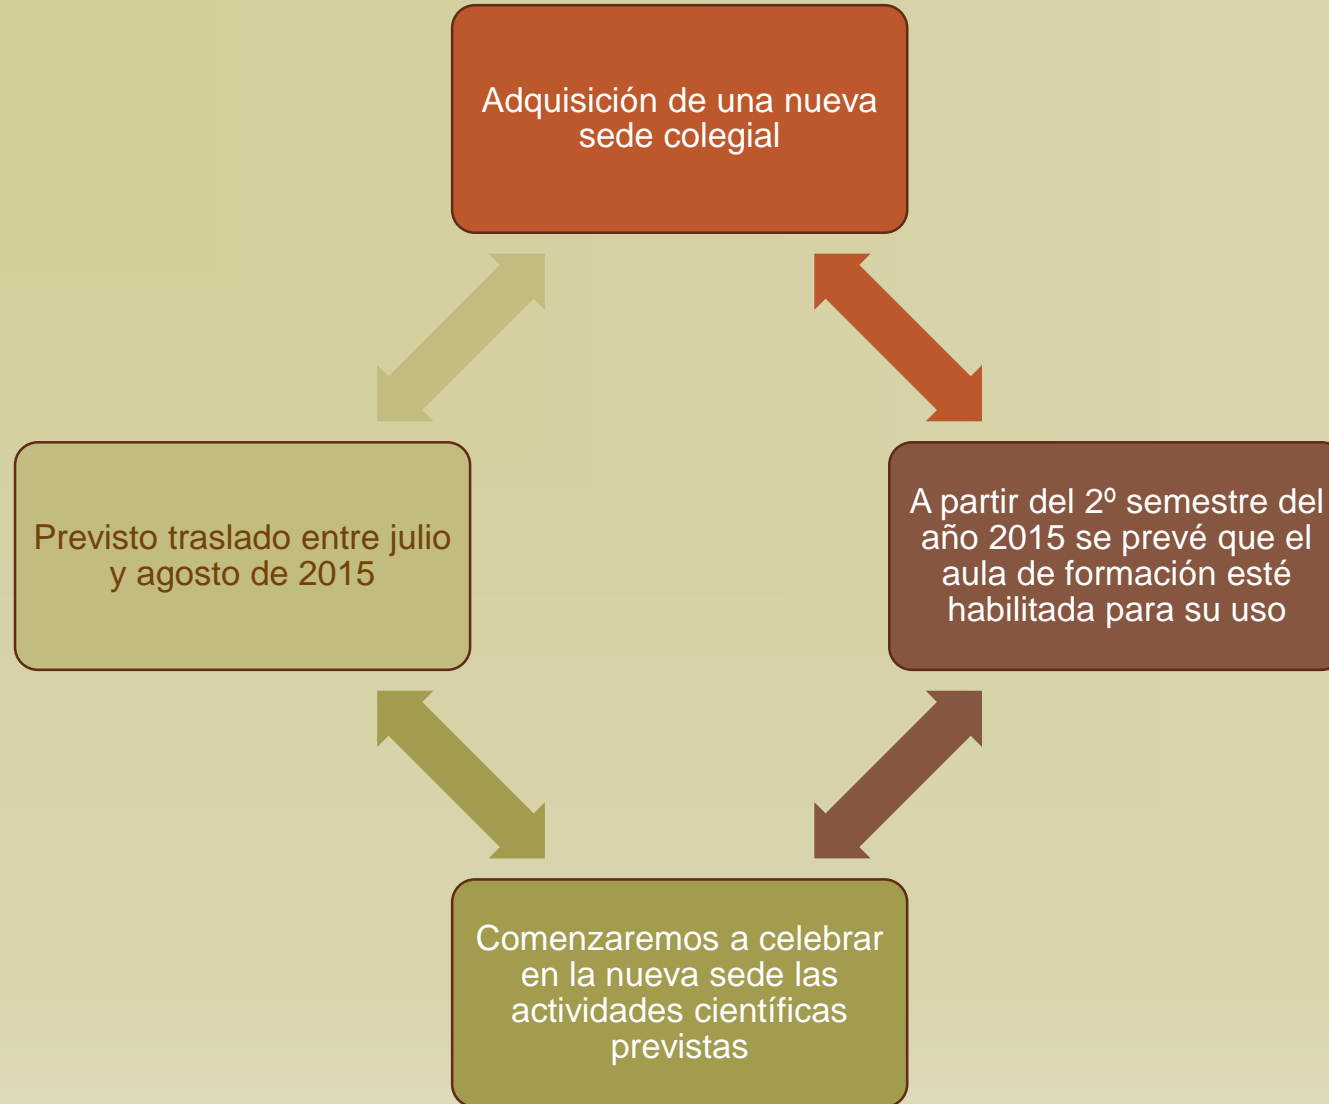 Adquisición de una nueva
sede colegial
Previsto traslado entre julio
y agosto de 2015
A partir del 2º semestre del
año 2015 se prevé que el
aula de formación esté
habilitada para su uso
Comenzaremos a celebrar
en la nueva sede las
actividades científicas
previstas